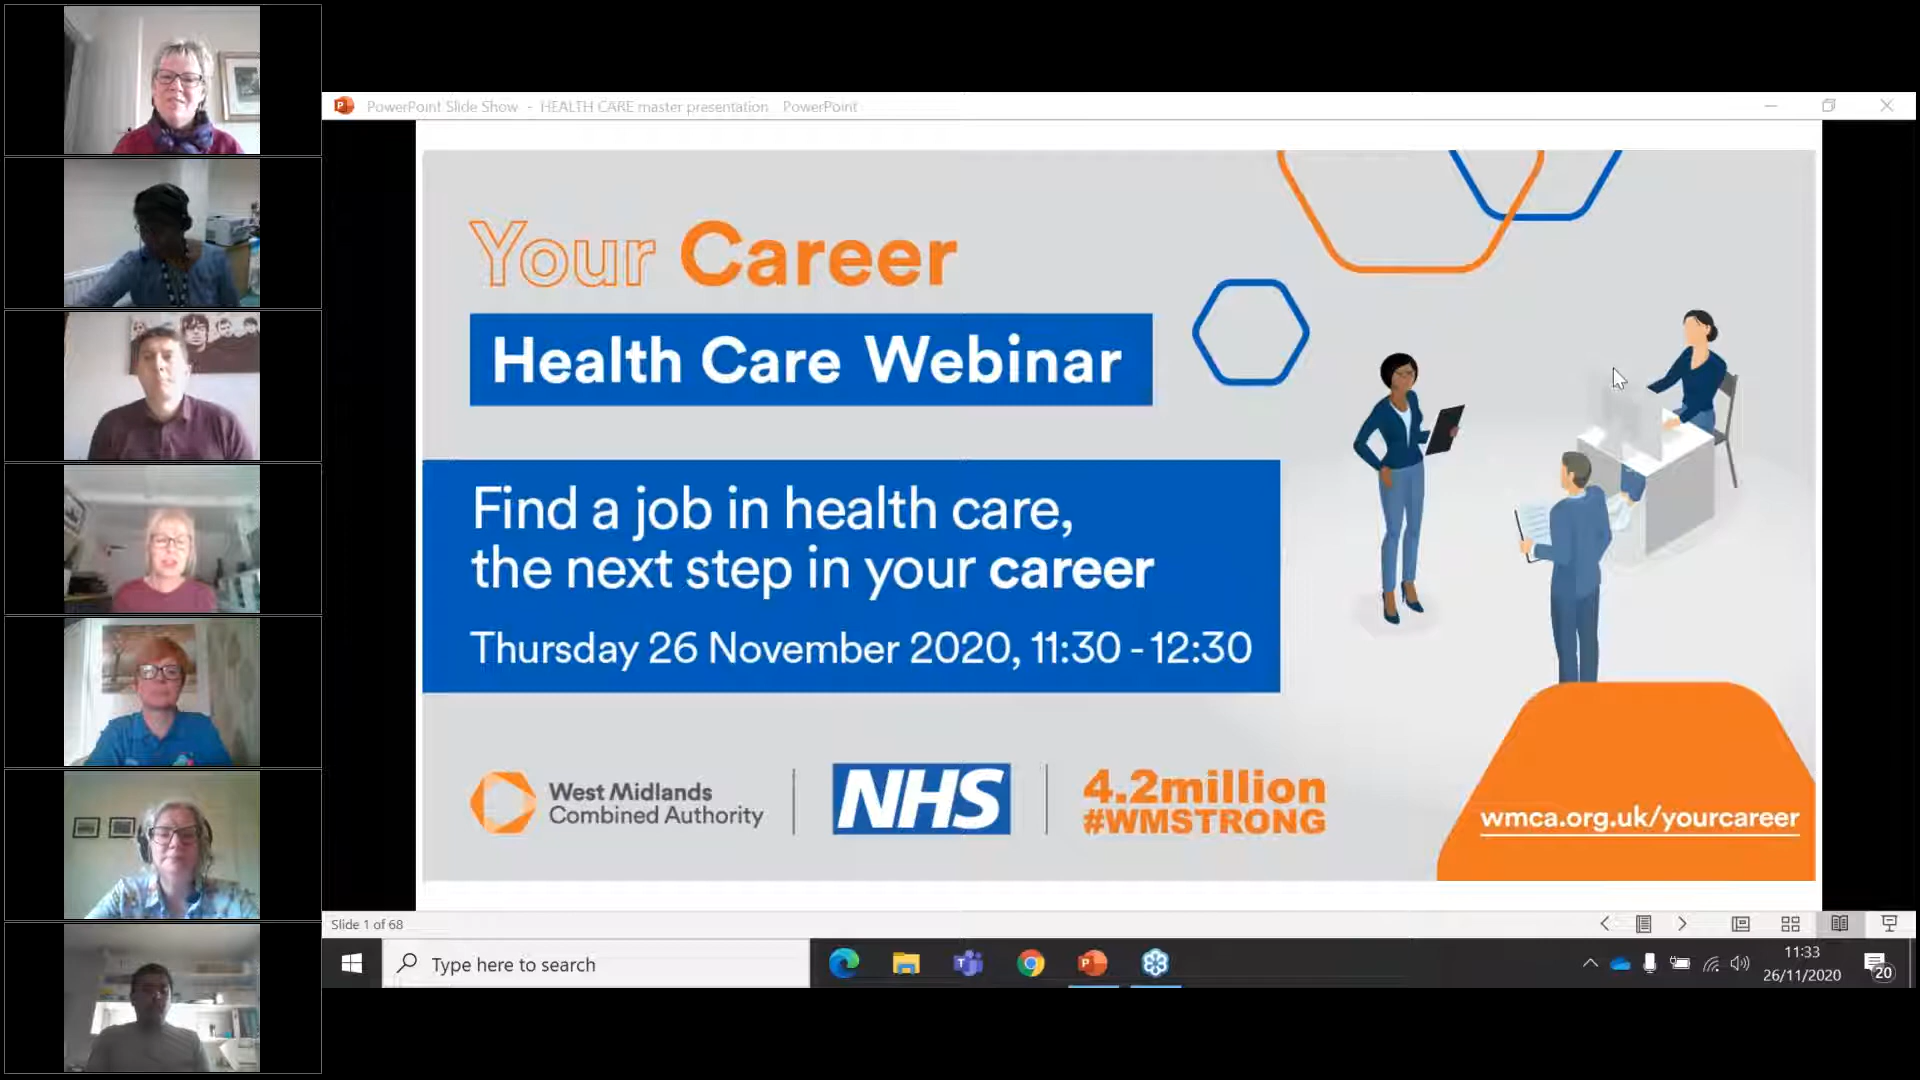 PowerPoint Slide Show - HEALTH CARE master presentation PowerPoint
Your Career
Health Care Webinar
Find a job in health care,
the next step in your career
Thursday 26 November 2020, 11:30 - 12:30
West Midlands
Combined Authority
NHS
4.2million
#WMSTRONG
wmca.org.uk/yourcareer
Slide 1 of 68
Type here to search
11:33
26/11/2020
20